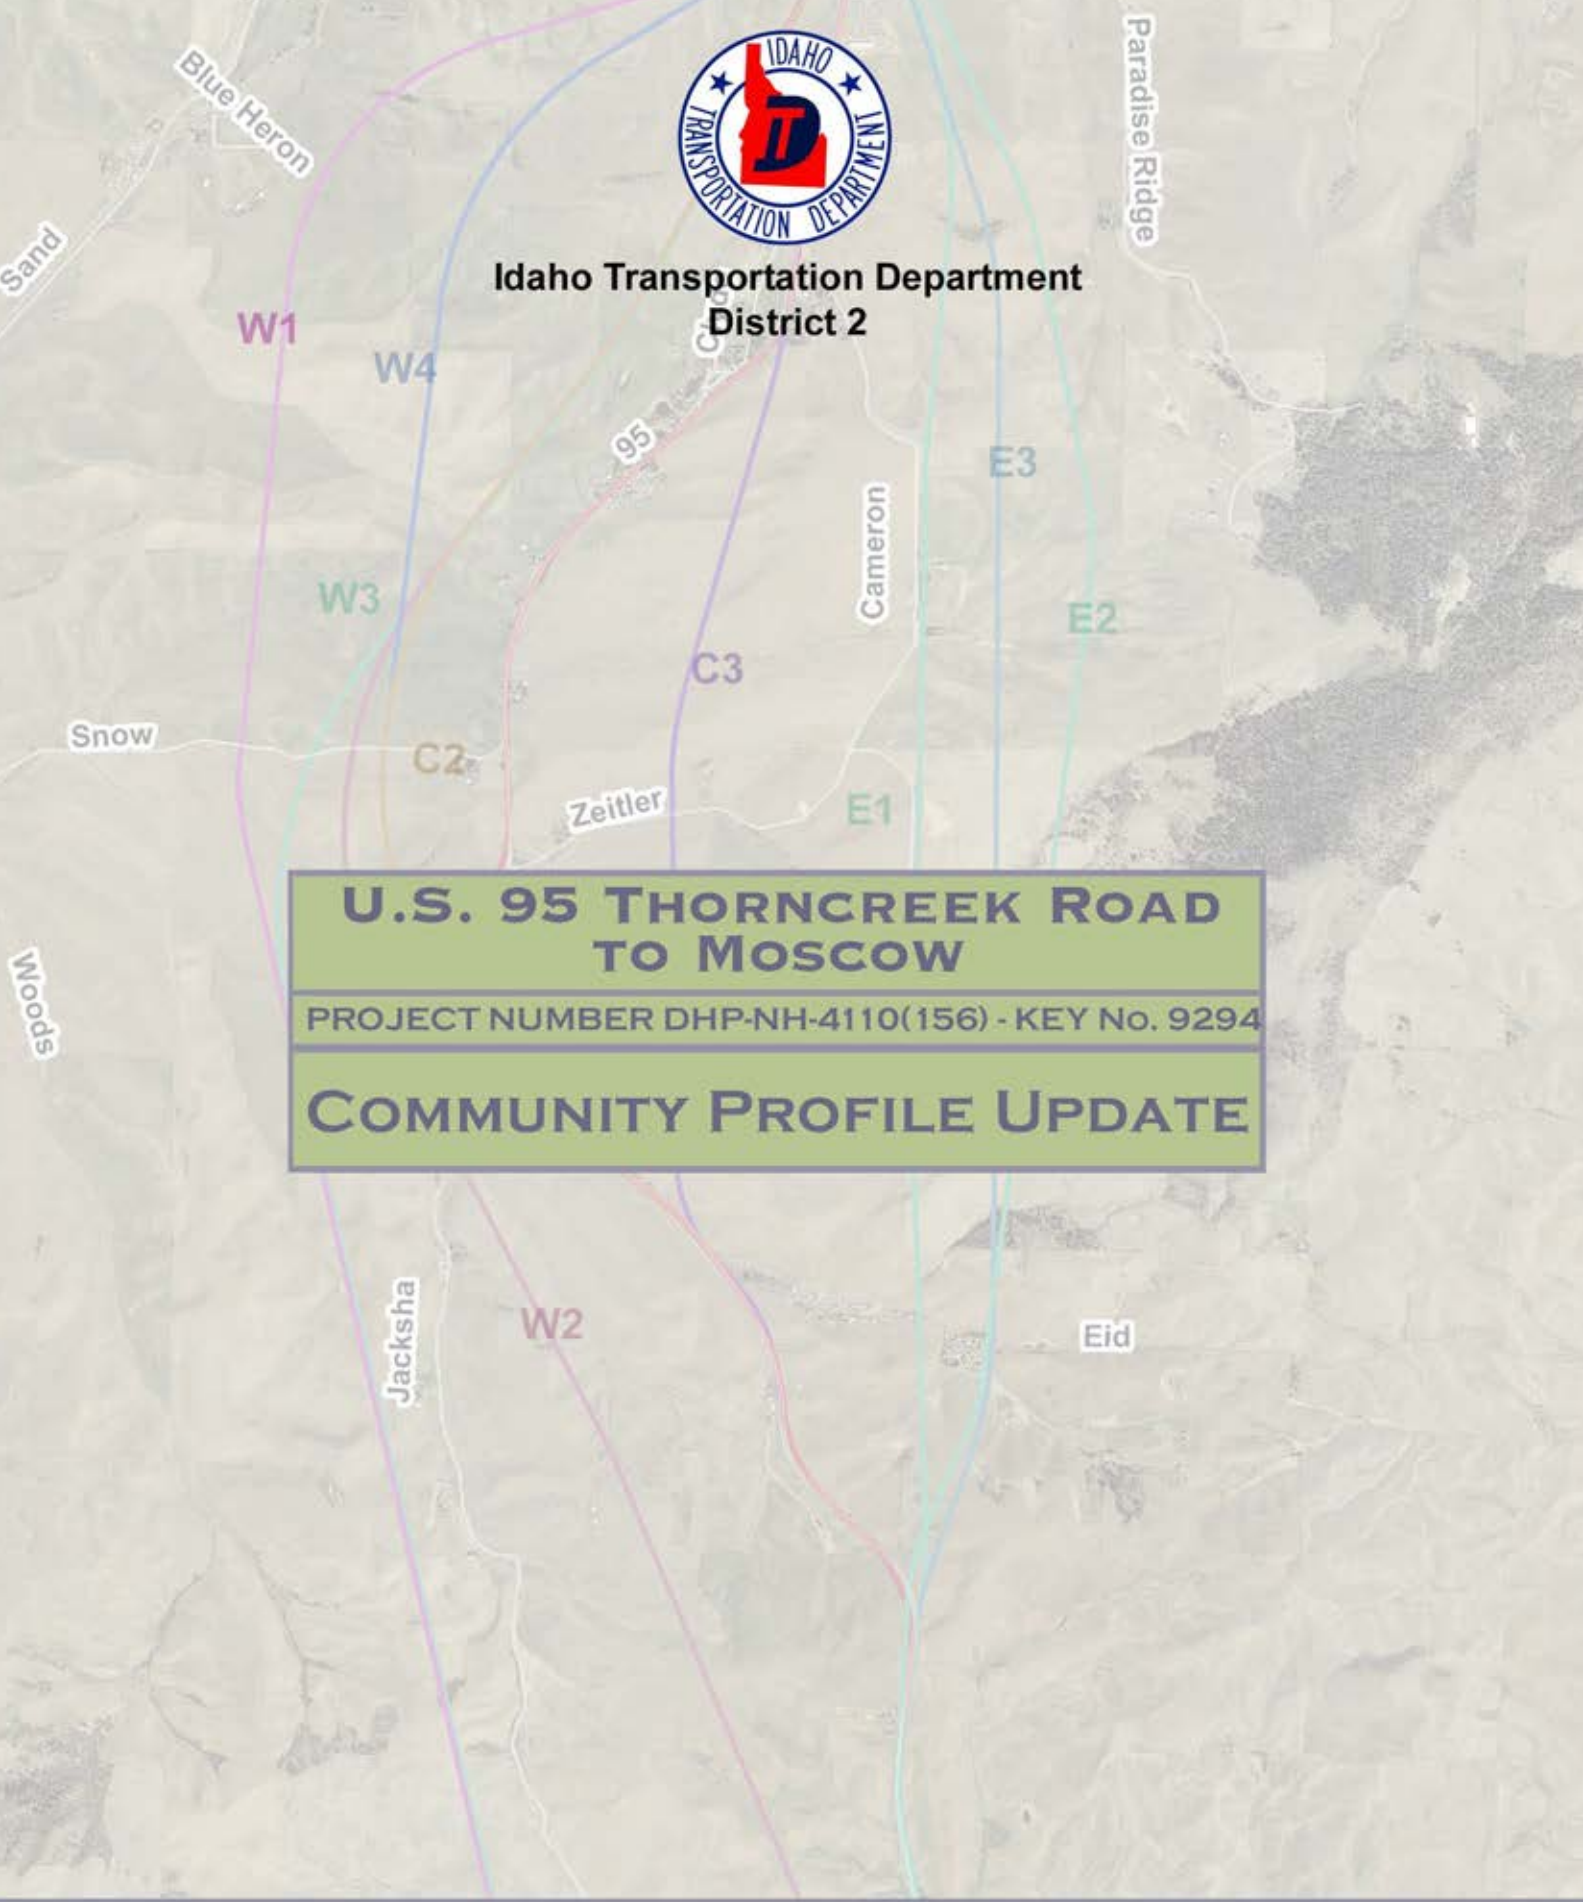 IDAHO
TRANSPORTATION DEPARTMENT
ITD
Idaho Transportation Department
District 2
Blue Heron
Paradise Ridge
Sand
W1
W4
95
E3
Cameron
W3
E2
C3
Snow
C2
Zeitler
E1
U.S. 95 THORNCREEK ROAD
TO MOSCOW
PROJECT NUMBER DHP-NH-4110(156) - KEY No. 9294
COMMUNITY PROFILE UPDATE
Woods
Jacksha
W2
Eid